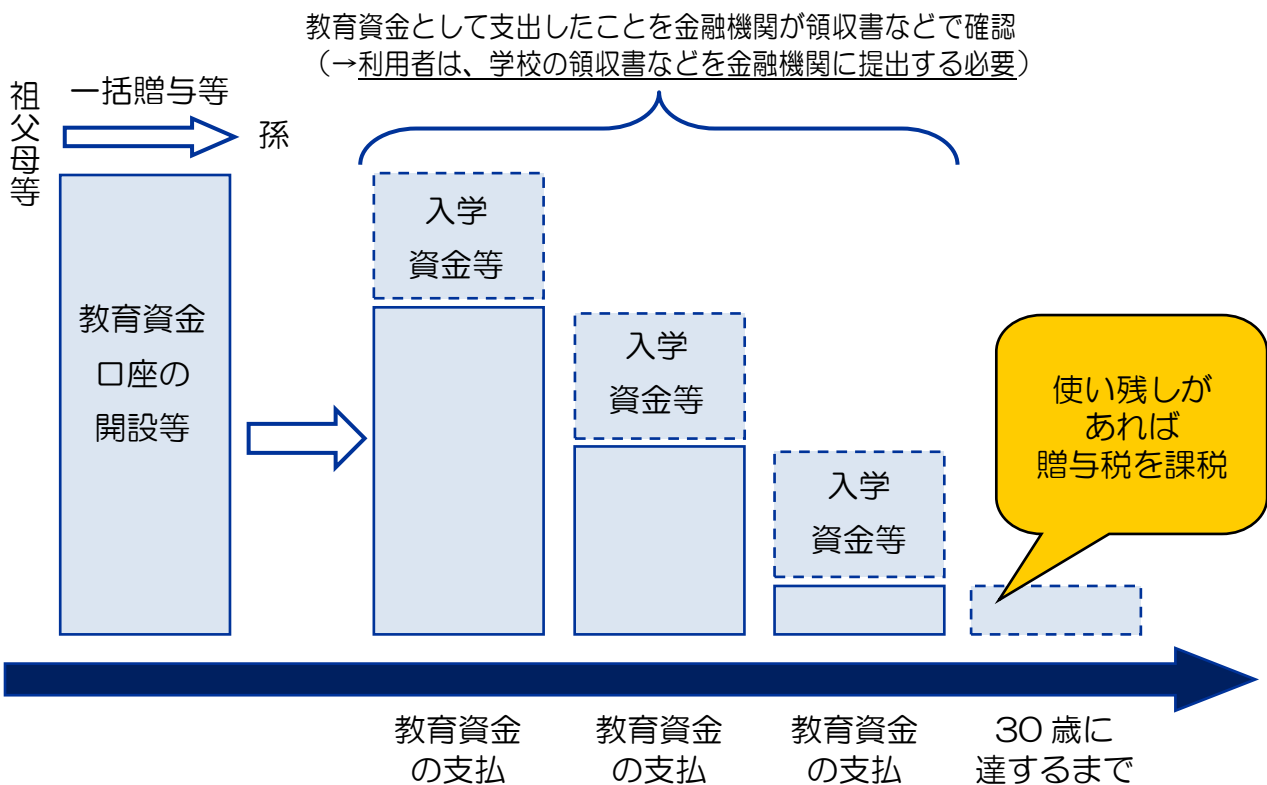 教育資金として支出したことを金融機関が領収書などで確認
(→利用者は、学校の領収書などを金融機関に提出する必要)
祖父母等
一括贈与等
孫
教育資金
口座の
開設等
入学
資金等
入学
資金等
入学
資金等
使い残しが
あれば
贈与税を課税
教育資金
の支払
教育資金
の支払
教育資金
の支払
30歳に
達するまで